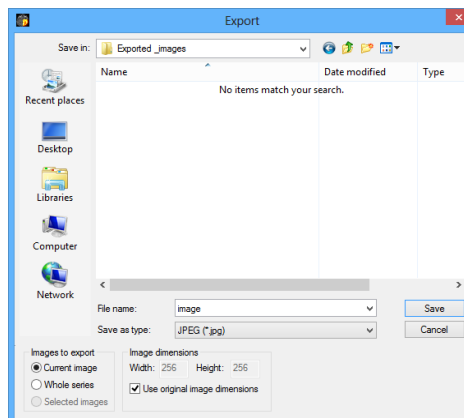 Export
Save in: Exported _images
Name Date modified Type
No items match your search.
Recent places
Desktop
Libraries
Computer
Network
File name: image Save
Save as type: JPEG (*.jpg) Cancel
Images to export Image dimensions
Current image Width: 256 Height: 256
Whole series Use original image dimensions
Selected images